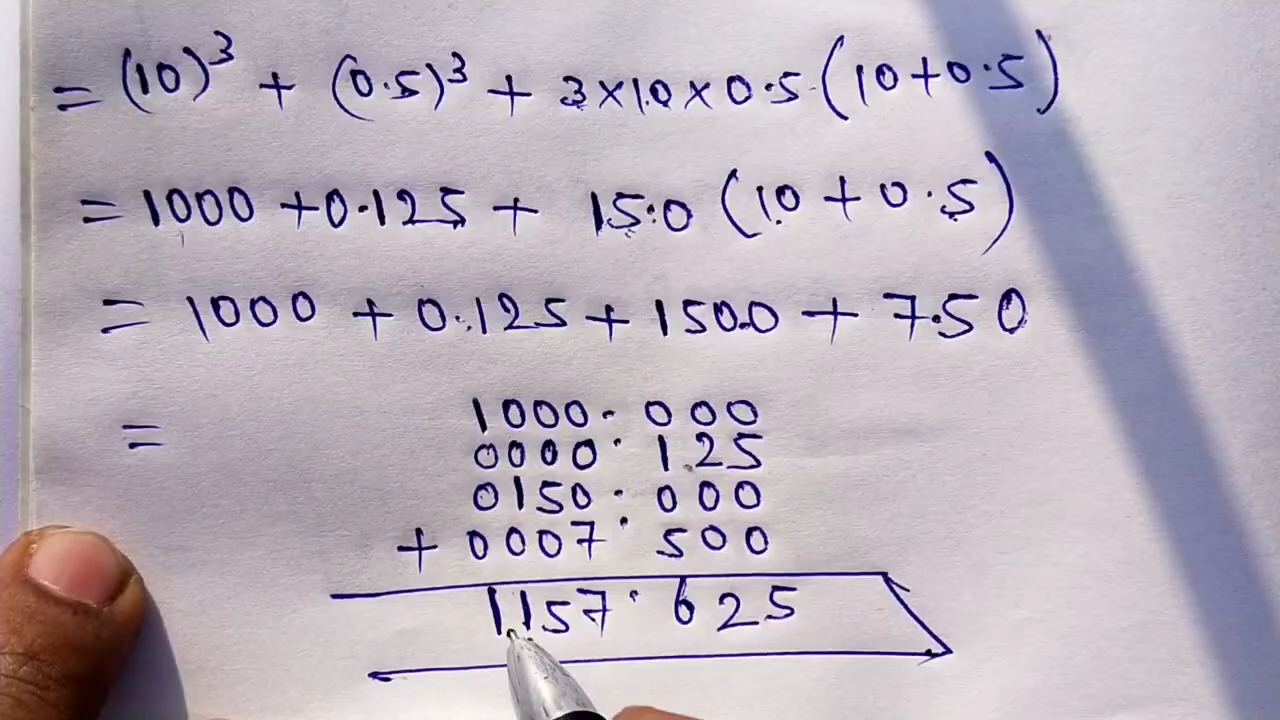 = (10)³ + (0.5)³ + 3×10×0.5 (10+0.5)
= 1000 + 0.125 + 15.0 (10 + 0.5)
= 1000 + 0.125 + 150.0 + 7.50
= 1000.000
0000.125
0150.000
+ 0007.500
1157.625